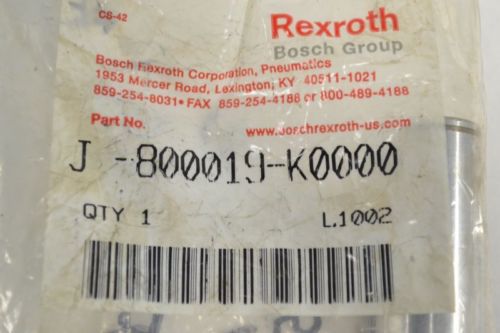 CS-42
Rexroth
Bosch Group
Bosch Rexroth Corporation, Pneumatics
1953 Mercer Road, Lexington, KY 40511-1021
859-254-8031• FAX 859-254-4188 or 800-489-4188
Part No.
www.boschrexroth-us.com
J -800019-K0000
QTY 1
L1002